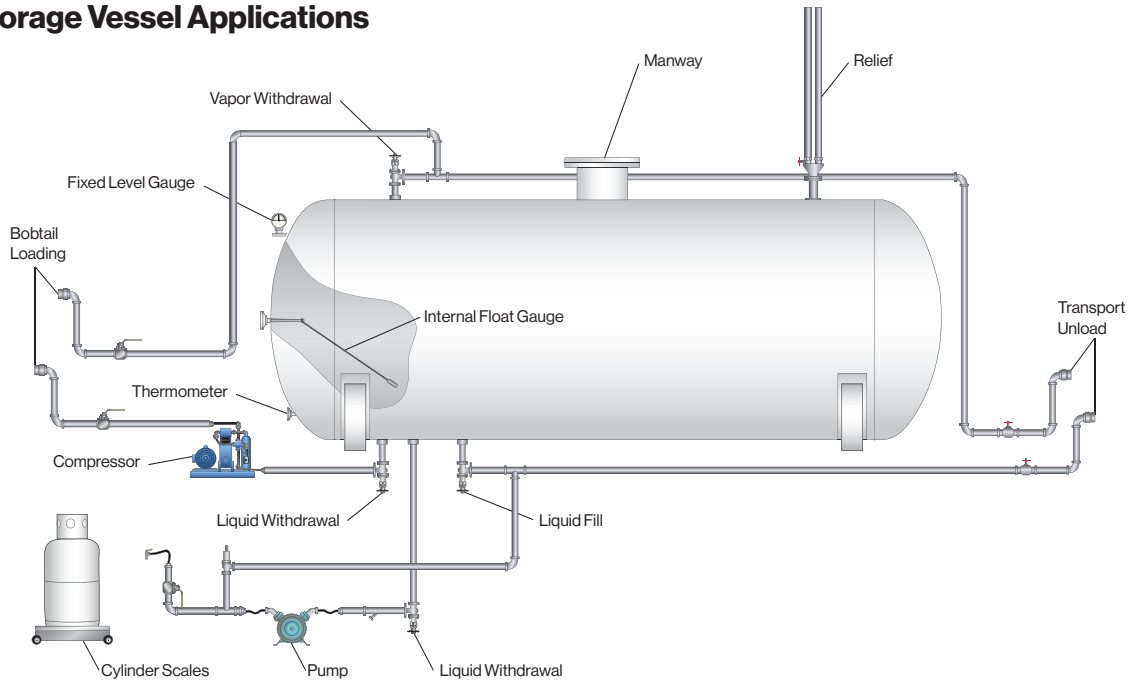 orage Vessel Applications
Manway
Relief
Vapor Withdrawal
Fixed Level Gauge
Bobtail
Loading
Internal Float Gauge
Transport
Unload
Thermometer
Compressor
Liquid Withdrawal
Liquid Fill
Cylinder Scales
Pump
Liquid Withdrawal